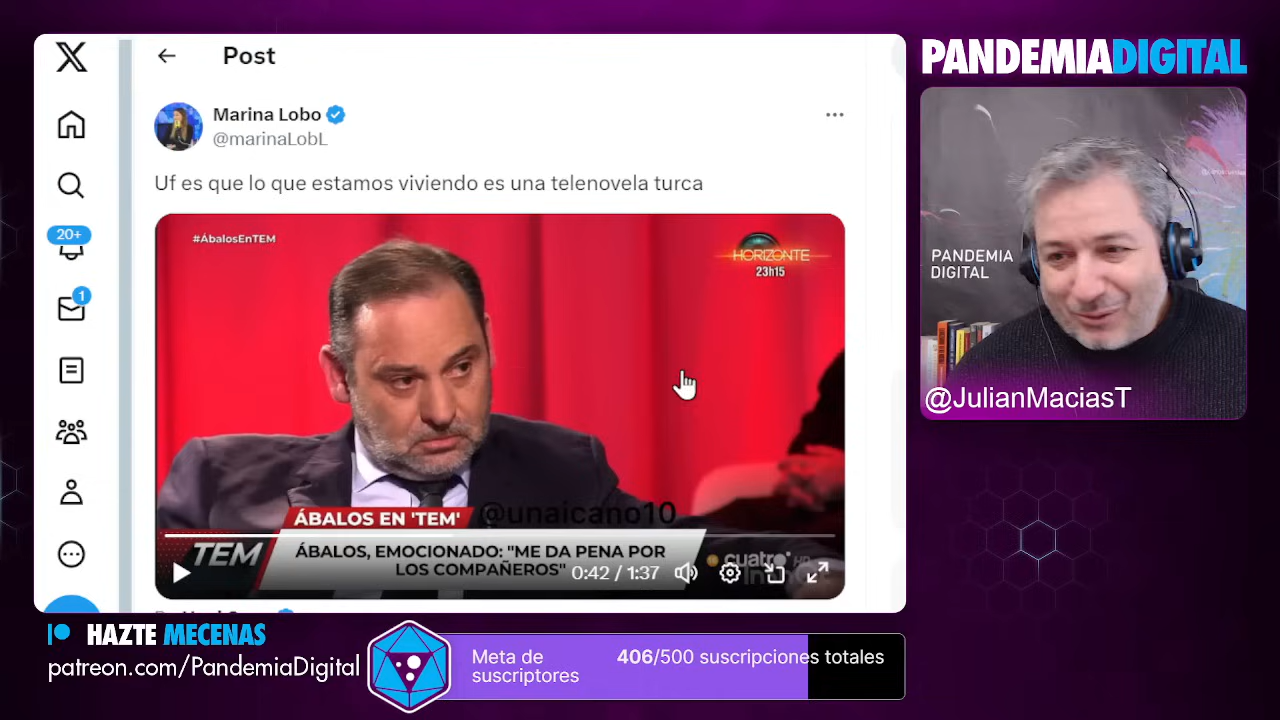 Post
PANDEMIADIGITAL
Marina Lobo
@marinaLobL
Uf es que lo que estamos viviendo es una telenovela turca
20+
1
#ÁbalosEnTEM
HORIZONTE
23h15
@unaicano10
ÁBALOS EN 'TEM'
TEM
ÁBALOS, EMOCIONADO: "ME DA PENA POR
LOS COMPAÑEROS"
cuatro
0:42 / 1:37
PANDEMIA
DIGITAL
@JulianMaciasT
HAZTE MECENAS
patreon.com/PandemiaDigital
Meta de
suscriptores
406/500 suscripciones totales